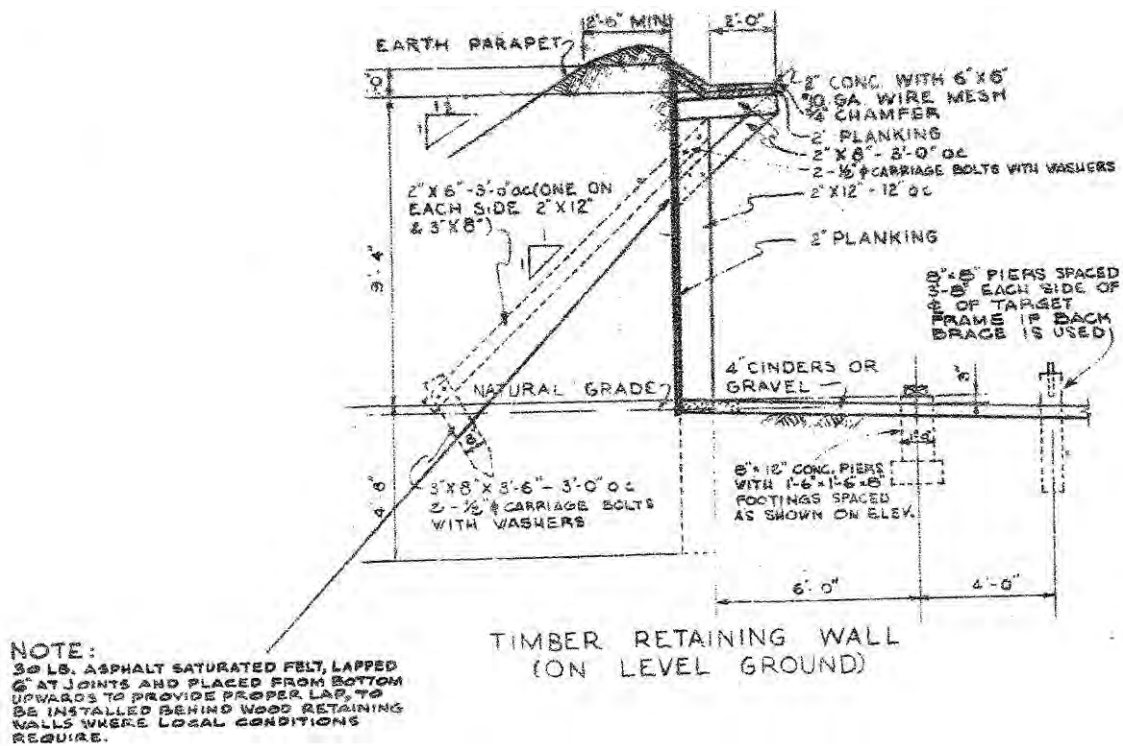 2'-6" MIN
2'-0"
EARTH PARAPET
2" CONC. WITH 6"X6"
10 GA. WIRE MESH
3/4" CHAMFER
2" PLANKING
2"X8" - 3'-0" OC
2 - 1/2" φ CARRIAGE BOLTS WITH WASHERS
2"X12" - 12" OC
2" PLANKING
1
1
2"X6"-3'-0"OC (ONE ON
EACH SIDE 2"X12"
& 3"X8")
1
1
9'-4"
8"x8" PIERS SPACED
3'-8" EACH SIDE OF
℄ OF TARGET
FRAME IF BACK
BRACE IS USED
4" CINDERS OR
GRAVEL
NATURAL GRADE
3"X8"X3'-6"-3'-0" OC
2 - 1/2" φ CARRIAGE BOLTS
WITH WASHERS
4'-8"
8"x12" CONC. PIERS
WITH 1'-6"x1'-6"x8"
FOOTINGS SPACED
AS SHOWN ON ELEV.
6'-0"
4'-0"
TIMBER RETAINING WALL
(ON LEVEL GROUND)
NOTE:
30 LB. ASPHALT SATURATED FELT, LAPPED
6" AT JOINTS AND PLACED FROM BOTTOM
UPWARDS TO PROVIDE PROPER LAP, TO
BE INSTALLED BEHIND WOOD RETAINING
WALLS WHERE LOCAL CONDITIONS
REQUIRE.